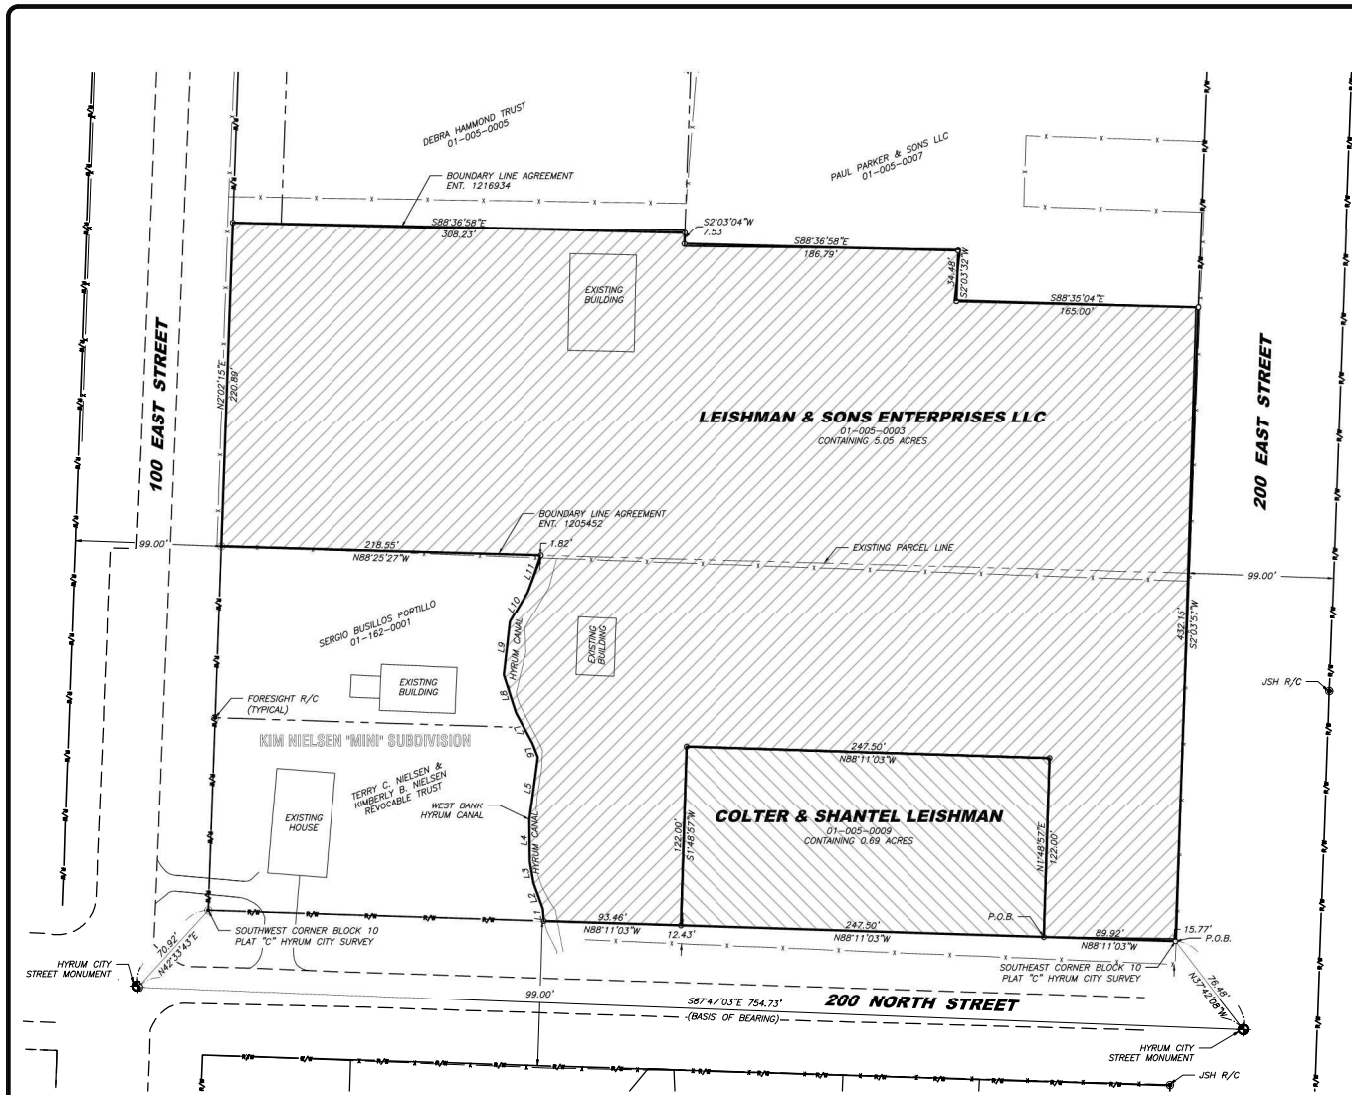 DEBRA HAMMOND TRUST
01-005-0005
PAUL PARKER & SONS LLC
01-005-0007
BOUNDARY LINE AGREEMENT
ENT. 1216934
S88°36'58"E
308.23'
S2°03'04"W
S88°36'58"E
186.79'
34.48'
S2°03'32"W
S88°35'04"E
165.00'
EXISTING
BUILDING
100 EAST STREET
N2°02'15"E
220.89'
LEISHMAN & SONS ENTERPRISES LLC
01-005-0003
CONTAINING 5.05 ACRES
200 EAST STREET
BOUNDARY LINE AGREEMENT
ENT. 1205452
99.00'
218.55'
N88°25'27"W
1.82'
EXISTING PARCEL LINE
99.00'
L11
L10
L9
L8
L7
L6
L5
L4
L3
L2
L1
HYRUM CANAL
SERGIO BUSILLOS PORTILLO
01-162-0001
EXISTING
BUILDING
EXISTING
BUILDING
S2°03'51"W
JSH R/C
FORESIGHT R/C
(TYPICAL)
KIM NIELSEN "MINI" SUBDIVISION
TERRY C. NIELSEN &
KIMBERLY B. NIELSEN
REVOCABLE TRUST
WEST BANK
HYRUM CANAL
EXISTING
HOUSE
HYRUM CANAL
247.50'
N88°11'03"W
122.00'
S1°48'57"W
COLTER & SHANTEL LEISHMAN
01-005-0009
CONTAINING 0.69 ACRES
N1°48'57"E
122.00'
P.O.B.
93.46'
N88°11'03"W
12.43'
247.50'
N88°11'03"W
89.92'
N88°11'03"W
15.77'
P.O.B.
SOUTHWEST CORNER BLOCK 10
PLAT "C" HYRUM CITY SURVEY
SOUTHEAST CORNER BLOCK 10
PLAT "C" HYRUM CITY SURVEY
70.92'
N42°33'43"E
HYRUM CITY
STREET MONUMENT
76.48'
N37°42'08"W
99.00'
S87°47'03"E 754.73'
(BASIS OF BEARING)
200 NORTH STREET
HYRUM CITY
STREET MONUMENT
JSH R/C